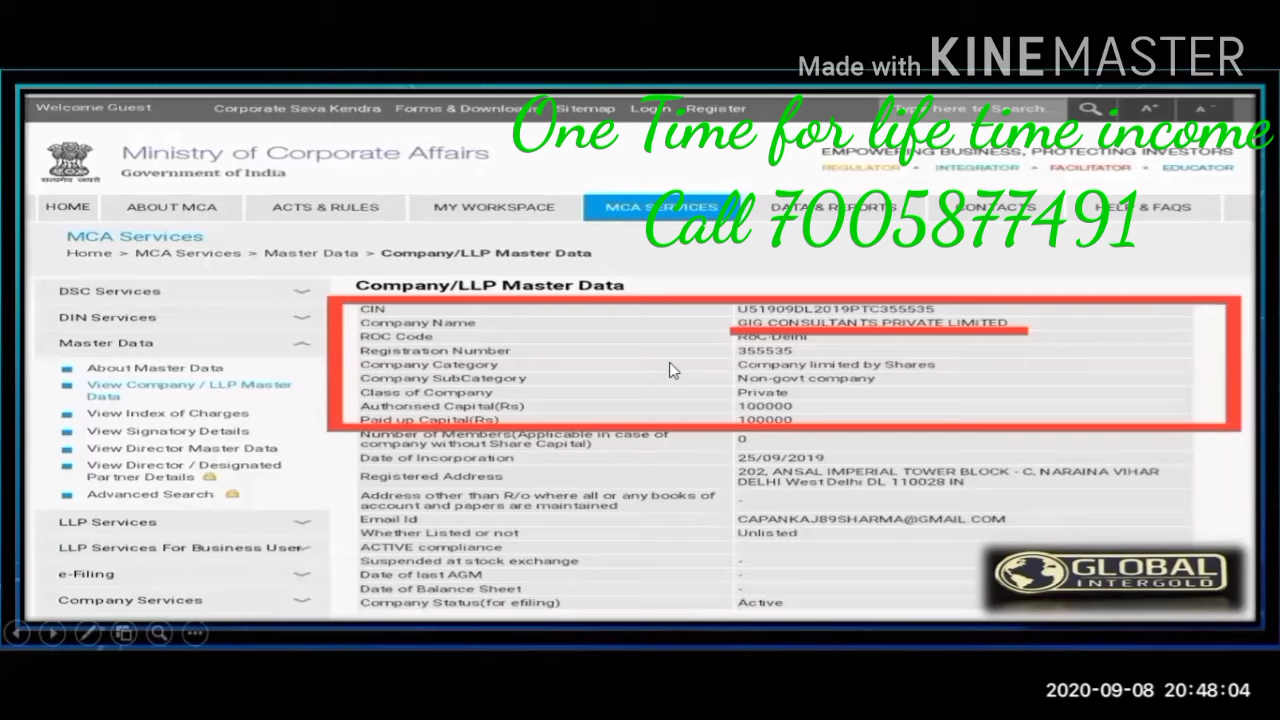 Made with KINEMASTER
Welcome Guest Corporate Seva Kendra Forms & Downloads Sitemap Login Register Type here to Search A+ A-
One Time for life time income
Ministry of Corporate Affairs
EMPOWERING BUSINESS, PROTECTING INVESTORS
Government of India
REGULATOR • INTEGRATOR • FACILITATOR • EDUCATOR
Call 7005877491
HOME ABOUT MCA ACTS & RULES MY WORKSPACE MCA SERVICES DATA & REPORTS CONTACTS HELP & FAQS
MCA Services
Home > MCA Services > Master Data > Company/LLP Master Data
DSC Services
DIN Services
Master Data
About Master Data
View Company / LLP Master
Data
View Index of Charges
View Signatory Details
View Director Master Data
View Director / Designated
Partner Details
Advanced Search
LLP Services
LLP Services For Business User
e-Filing
Company Services
Company/LLP Master Data
CIN U51909DL2019PTC355535
Company Name GIG CONSULTANTS PRIVATE LIMITED
ROC Code RoC-Delhi
Registration Number 355535
Company Category Company limited by Shares
Company SubCategory Non-govt company
Class of Company Private
Authorised Capital(Rs) 100000
Paid up Capital(Rs) 100000
Number of Members(Applicable in case of
company without Share Capital) 0
Date of Incorporation 25/09/2019
Registered Address 202, ANSAL IMPERIAL TOWER BLOCK - C, NARAINA VIHAR
DELHI West Delhi DL 110028 IN
Address other than R/o where all or any books of
account and papers are maintained -
Email Id CAPANKAJ89SHARMA@GMAIL.COM
Whether Listed or not Unlisted
ACTIVE compliance -
Suspended at stock exchange -
Date of last AGM -
Date of Balance Sheet -
Company Status(for efiling) Active
GLOBAL
INTERGOLD
2020-09-08 20:48:04